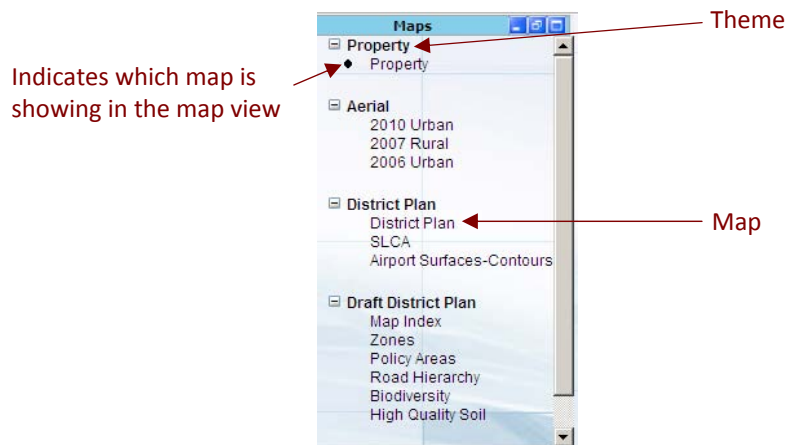 Maps
Theme
Property
Property
Indicates which map is
showing in the map view
Aerial
2010 Urban
2007 Rural
2006 Urban
District Plan
District Plan
Map
SLCA
Airport Surfaces-Contours
Draft District Plan
Map Index
Zones
Policy Areas
Road Hierarchy
Biodiversity
High Quality Soil